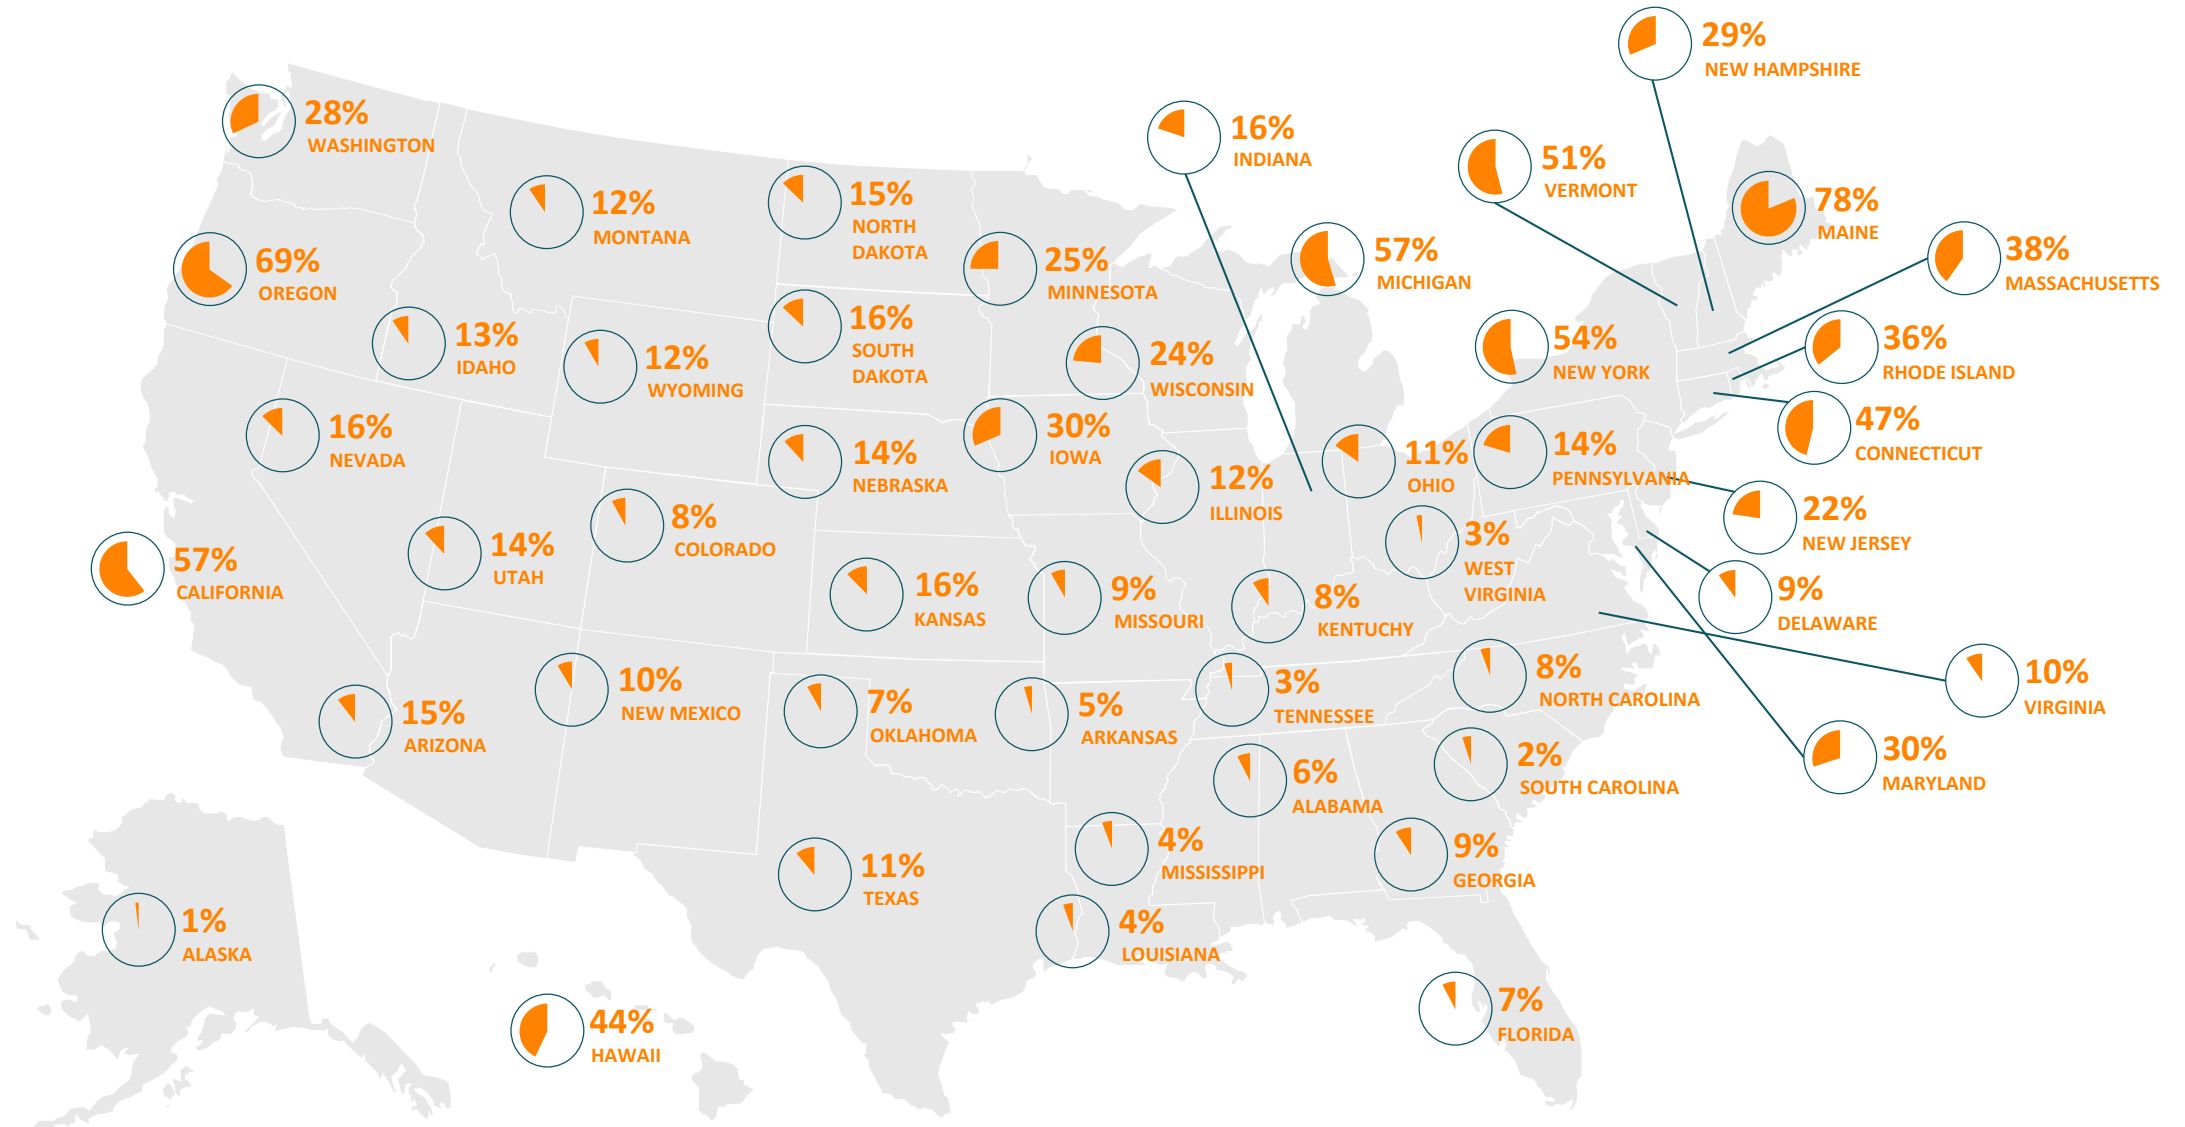 29%
NEW HAMPSHIRE
28%
WASHINGTON
16%
INDIANA
51%
VERMONT
12%
MONTANA
15%
NORTH
DAKOTA
78%
MAINE
69%
OREGON
25%
MINNESOTA
57%
MICHIGAN
38%
MASSACHUSETTS
13%
IDAHO
12%
WYOMING
16%
SOUTH
DAKOTA
24%
WISCONSIN
54%
NEW YORK
36%
RHODE ISLAND
16%
NEVADA
14%
NEBRASKA
30%
IOWA
12%
ILLINOIS
11%
OHIO
14%
PENNSYLVANIA
47%
CONNECTICUT
57%
CALIFORNIA
14%
UTAH
8%
COLORADO
16%
KANSAS
9%
MISSOURI
8%
KENTUCHY
3%
WEST
VIRGINIA
22%
NEW JERSEY
9%
DELAWARE
15%
ARIZONA
10%
NEW MEXICO
7%
OKLAHOMA
5%
ARKANSAS
3%
TENNESSEE
8%
NORTH CAROLINA
10%
VIRGINIA
6%
ALABAMA
2%
SOUTH CAROLINA
30%
MARYLAND
11%
TEXAS
4%
MISSISSIPPI
9%
GEORGIA
1%
ALASKA
4%
LOUISIANA
44%
HAWAII
7%
FLORIDA